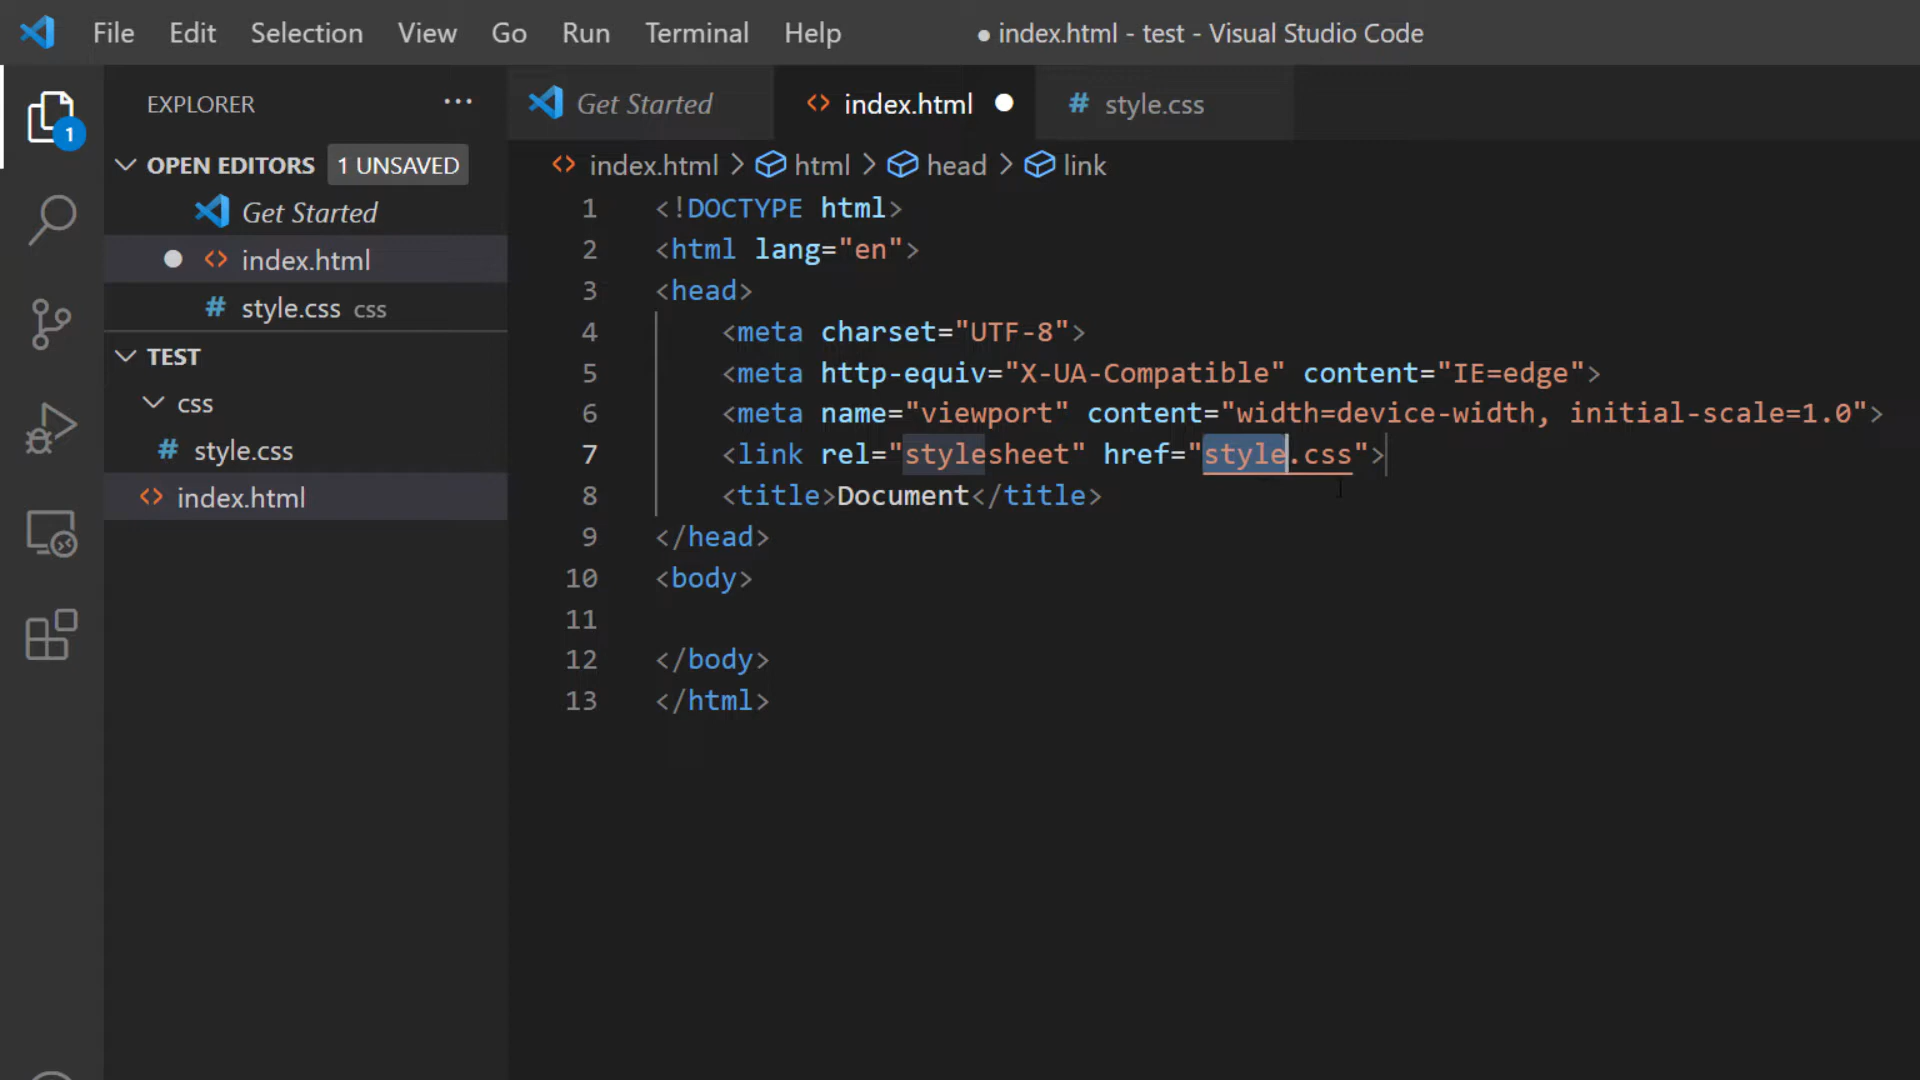 File Edit Selection View Go Run Terminal Help ● index.html - test - Visual Studio Code
EXPLORER ···
1
OPEN EDITORS 1 UNSAVED
Get Started
index.html
style.css css
TEST
css
style.css
index.html
Get Started index.html style.css
index.html > html > head > link
1 <!DOCTYPE html>
2 <html lang="en">
3 <head>
4 <meta charset="UTF-8">
5 <meta http-equiv="X-UA-Compatible" content="IE=edge">
6 <meta name="viewport" content="width=device-width, initial-scale=1.0">
7 <link rel="stylesheet" href="style.css">
8 <title>Document</title>
9 </head>
10 <body>
11
12 </body>
13 </html>